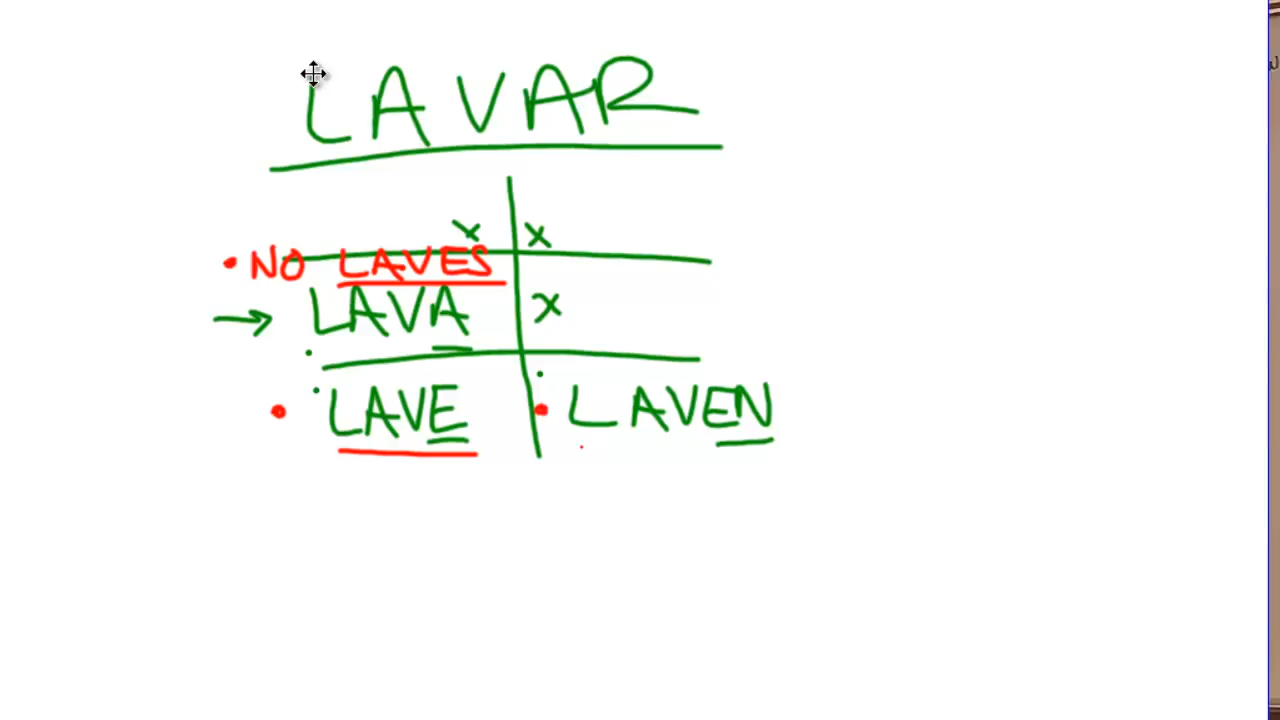 LAVAR
x x
• NO LAVES
→ LAVA x
• LAVE • LAVEN